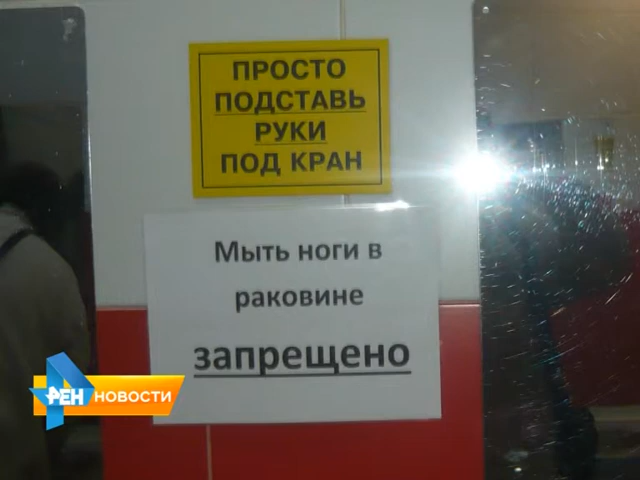 ПРОСТО
ПОДСТАВЬ
РУКИ
ПОД КРАН
Мыть ноги в
раковине
запрещено
РЕН НОВОСТИ